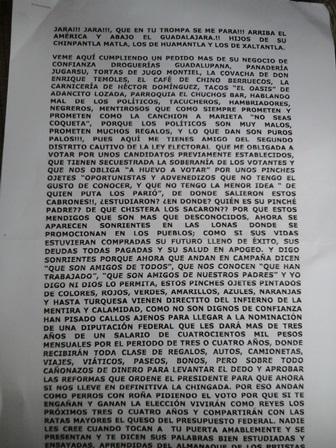 JARA!! JARA!!!, QUE EN TU TROMPA SE ME PARA!!! ARRIBA EL
AMÉRICA Y ABAJO EL GUADALAJARA.!! HIJOS DE SU
CHINPANTLA MATLA, LOS DE HUAMANTLA Y LOS DE XALTANTLA.
VEME AQUÍ CUMPLIENDO UN PEDIDO MAS DE SU NEGOCIO DE
CONFIANZA DROGUERÍAS GUADALUPANA, PANADERÍA
JUGARSU, TORTAS DE JUGO MONTIEL, LA COVACHA DE DON
ENRIQUE TEMOLES, EL CAFÉ DE CHINO BERRUECOS, LA
CARNICERÍA DE HÉCTOR DOMÍNGUEZ, TACOS "EL OASIS" DE
ADANCITO LOZADA, PARROQUIA EL CHUCHOS BAR, HABLANDO
MAL DE LOS POLÍTICOS, TACUCHEROS, HAMBRIADORES,
NEGREROS, MENTIROSOS QUE COMO SIEMPRE PROMETEN Y
PROMETEN COMO LA CANCHION A MARIETA "NO SEAS
COQUETA", PORQUE LOS POLÍTICOS SON MUY MALOS,
PROMETEN MUCHOS REGALOS, Y LO QUE DAN SON PUROS
PALOS!!, PUES AQUÍ ME TIENES AMIGO DEL SEGUNDO
DISTRITO CAUTIVO DE LA LEY ELECTORAL QUE ME OBLIGADA A
VOTAR POR UNOS CANDIDATOS PREVIAMENTE ESTABLECIDOS,
QUE TIENEN SECUESTRADA LA SOBERANÍA DE LOS VOTANTES Y
QUE NOS OBLIGA "A HUEVO A VOTAR" POR UNOS PINCHES
OJETES "OPORTUNISTAS Y ADVENEDIZOS QUE NO TENGO EL
GUSTO DE CONOCER, Y QUE NO TENGO LA MENOR IDEA " DE
QUIEN PUTA LOS PARIÓ", DE DONDE SALIERON ESTOS
CABRONES!!, ¿ESTUDIARON? ¿EN DONDE? QUIÉN ES SU PINCHÉ
PADRE?? DE QUE CHISTERA LOS SACARON? POR QUE ESTOS
MENDIGOS QUE SON MAS QUE DESCONOCIDOS, AHORA SE
APARECEN SONRIENTES EN LAS LONAS DONDE SE
PROMOCIONAN EN LOS PUEBLOS; COMO SI SUS VIDAS
ESTUVIERAN COMPRADAS SU FUTURO LLENO DE ÉXITO, SUS
DEUDAS TODAS PAGADAS Y SU SALUD EN APOGEO. Y DIGO
SONRIENTES PORQUE AHORA QUE ANDAN EN CAMPAÑA DICEN
"QUE SON AMIGOS DE TODOS", QUE NOS CONOCEN "QUE HAN
TRABAJADO", "QUE SON AMIGOS DE NUESTROS PADRES" Y YO
DIGO NI DIOS LO PERMITA, ESTOS PINCHES OJETES PINTADOS
DE COLORES, ROJOS, VERDES, AMARILLOS, AZULES, NARANJAS
Y HASTA TURQUESA VIENEN DIRECTITO DEL INFIERNO DE LA
MENTIRA Y CALAMIDAD, COMO NO SON DIGNOS DE CONFIANZA
HAN PISADO CALLOS AJENOS PARA LLEGAR A LA NOMINACIÓN
DE UNA DIPUTACIÓN FEDERAL QUE LES DARÁ MAS DE TRES
AÑOS DE UN SALARIO DE CUATROCIENTOS MIL PESOS
MENSUALES POR EL PERIODO DE TRES O CUATRO AÑOS, DONDE
RECIBIRÁN TODA CLASE DE REGALOS, AUTOS, CAMIONETAS,
VIAJES, VIÁTICOS, PASEOS, BONOS, PERO SOBRE TODO
CAÑONAZOS DE DINERO PARA LEVANTAR EL DEDO Y APROBAR
LAS REFORMAS QUE ORDENE EL PRESIDENTE PARA QUE AHORA
SI NOS LLEVE EN DEFINITIVA LA CHINGADA. POR ESO ANDAN
COMO PERROS CON ROÑA PIDIENDO EL VOTO POR QUE SI TE
ENGAÑAN Y GANAN LA ELECCIÓN VIVIRÁN COMO REYES LOS
PRÓXIMOS TRES O CUATRO AÑOS Y COMPARTIRÁN CON LAS
RATAS MAYORES EL QUESO DEL PRESUPUESTO FEDERAL. NADIE
LES CREE CUANDO TOCAN A TU PUERTA AMABLEMENTE Y SE
PRESENTAN Y TE DICEN SUS PALABRAS BIEN ESTUDIADAS Y
ENSAYADAS, APRENDIDAS DEL ALMANAQUE DE LOS